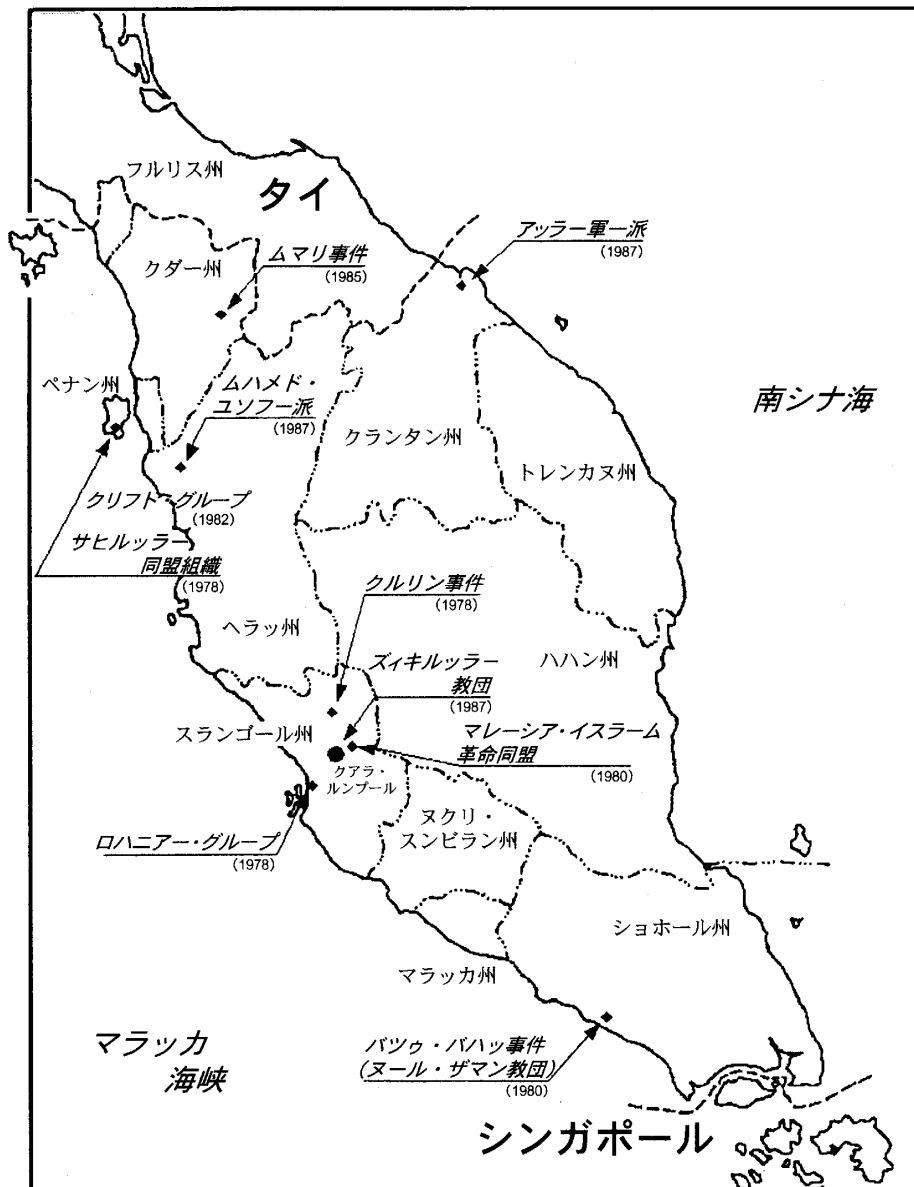 フルリス州
タイ
アッラー軍一派
(1987)
ムマリ事件
(1985)
クダー州
ペナン州
ムハメド・
ユソフー派
(1987)
南シナ海
クランタン州
トレンカヌ州
クリフト・グループ
(1982)
サヒルッラー
同盟組織
(1978)
クルリン事件
(1978)
ヘラッ州
ズィキルッラー
教団
(1987)
ハハン州
スランゴール州
マレーシア・イスラーム
革命同盟
(1980)
クアラ・
ルンプール
ヌクリ・
スンビラン州
ロハニアー・グループ
(1978)
ショホール州
マラッカ州
マラッカ
海峡
バツゥ・バハッ事件
(ヌール・ザマン教団)
(1980)
シンガポール